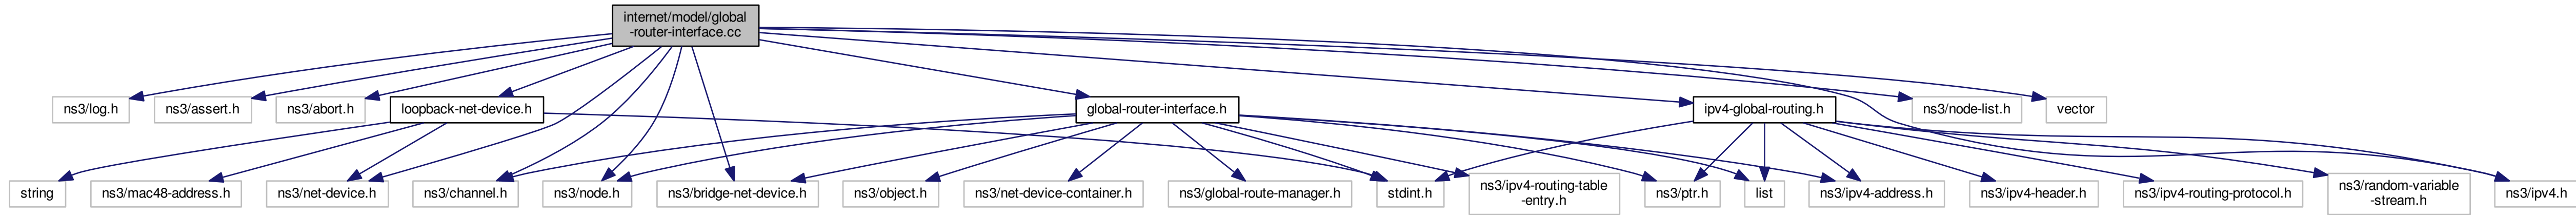 internet/model/global
-router-interface.cc
ns3/log.h
ns3/assert.h
ns3/abort.h
loopback-net-device.h
global-router-interface.h
ipv4-global-routing.h
ns3/node-list.h
vector
string
ns3/mac48-address.h
ns3/net-device.h
ns3/channel.h
ns3/node.h
ns3/bridge-net-device.h
ns3/object.h
ns3/net-device-container.h
ns3/global-route-manager.h
stdint.h
ns3/ipv4-routing-table
-entry.h
ns3/ptr.h
list
ns3/ipv4-address.h
ns3/ipv4-header.h
ns3/ipv4-routing-protocol.h
ns3/random-variable
-stream.h
ns3/ipv4.h